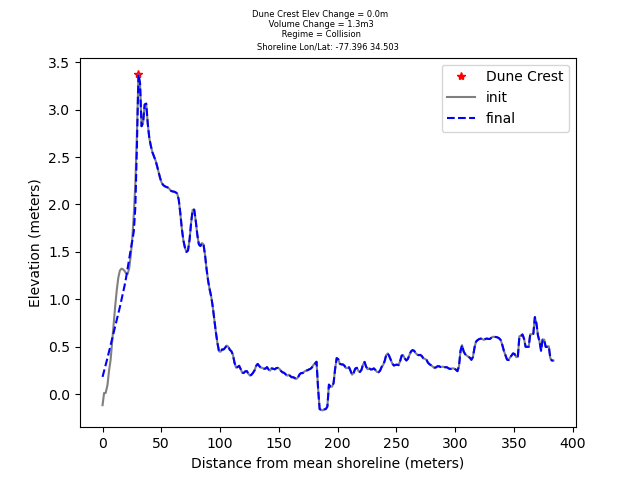 Dune Crest Elev Change = 0.0m
Volume Change = 1.3m3
Regime = Collision
Shoreline Lon/Lat: -77.396 34.503
3.5
3.0
2.5
2.0
1.5
1.0
0.5
0.0
Elevation (meters)
Dune Crest
init
final
0
50
100
150
200
250
300
350
400
Distance from mean shoreline (meters)